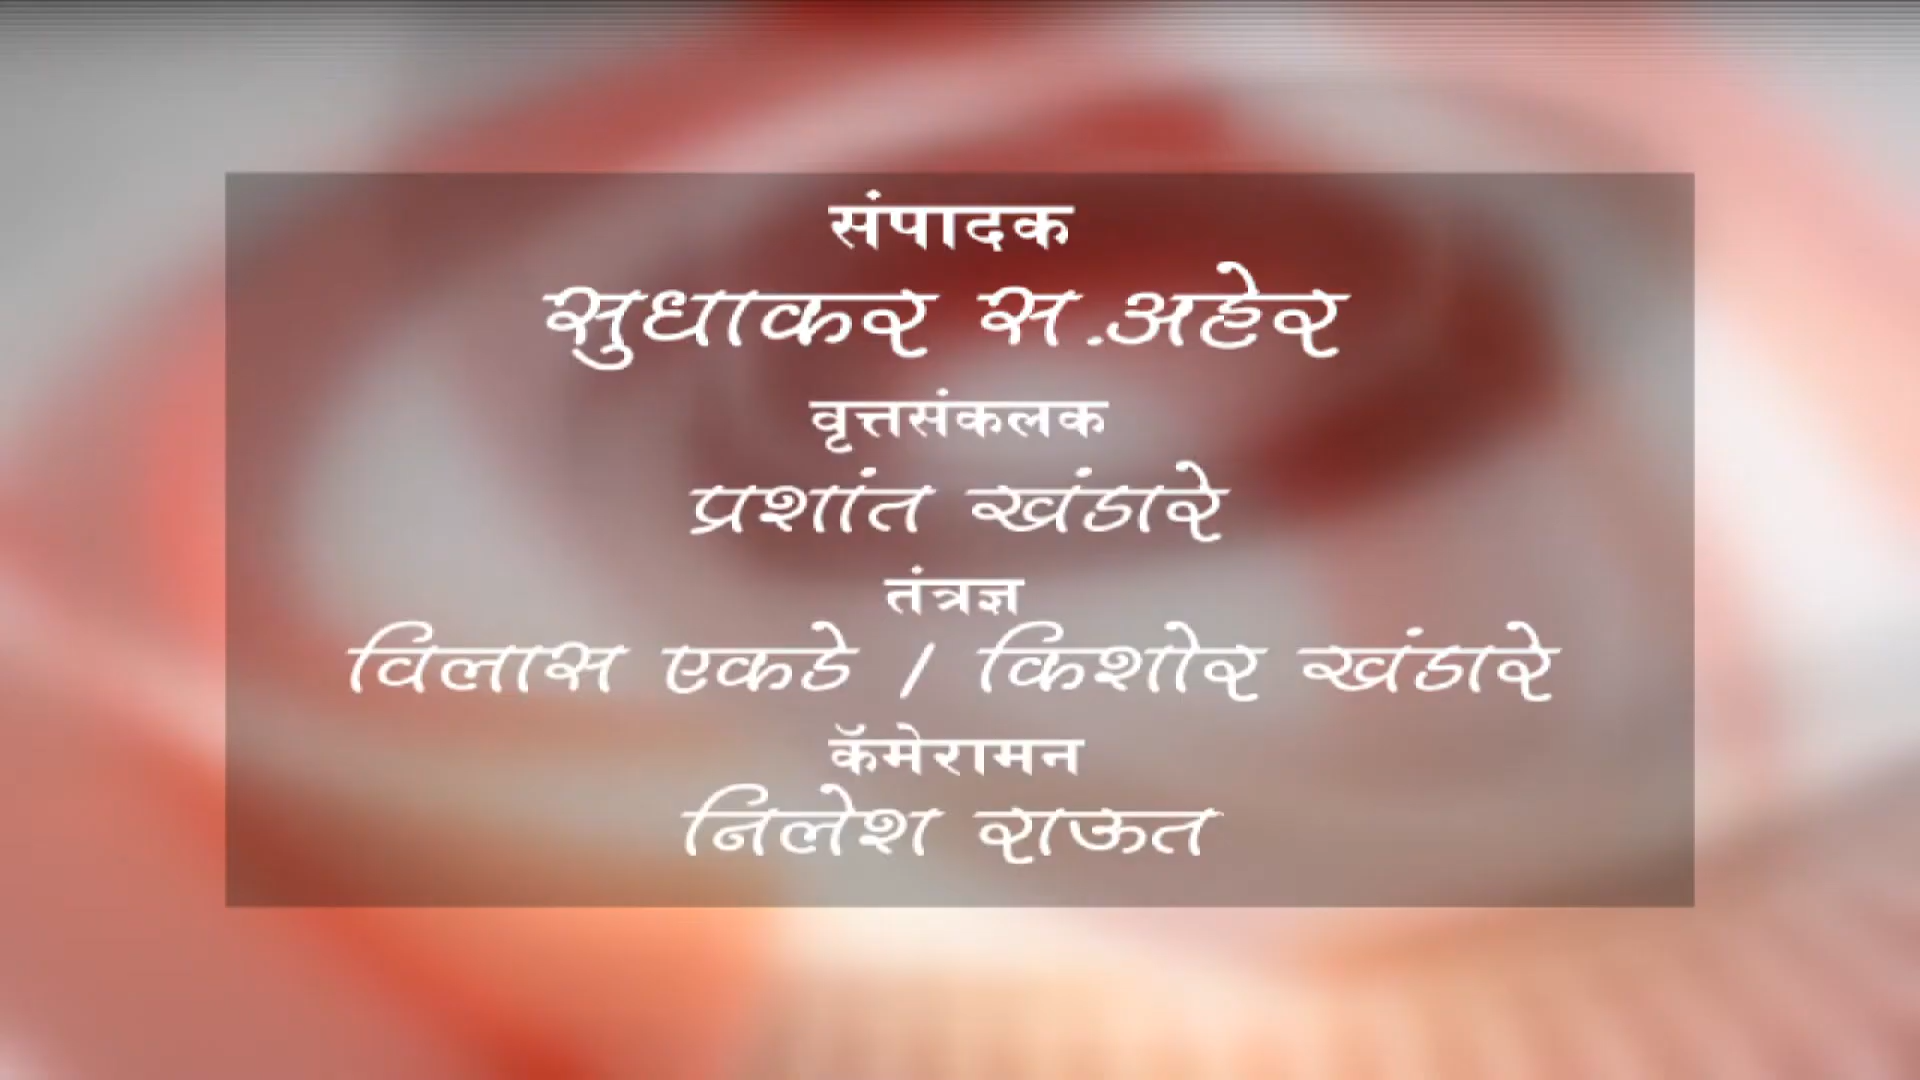 संपादक
सुधाकर स.अहेर
वृत्तसंकलक
प्रशांत खंडारे
तंत्रज्ञ
विलास एकडे / किशोर खंडारे
कॅमेरामन
निलेश राऊत